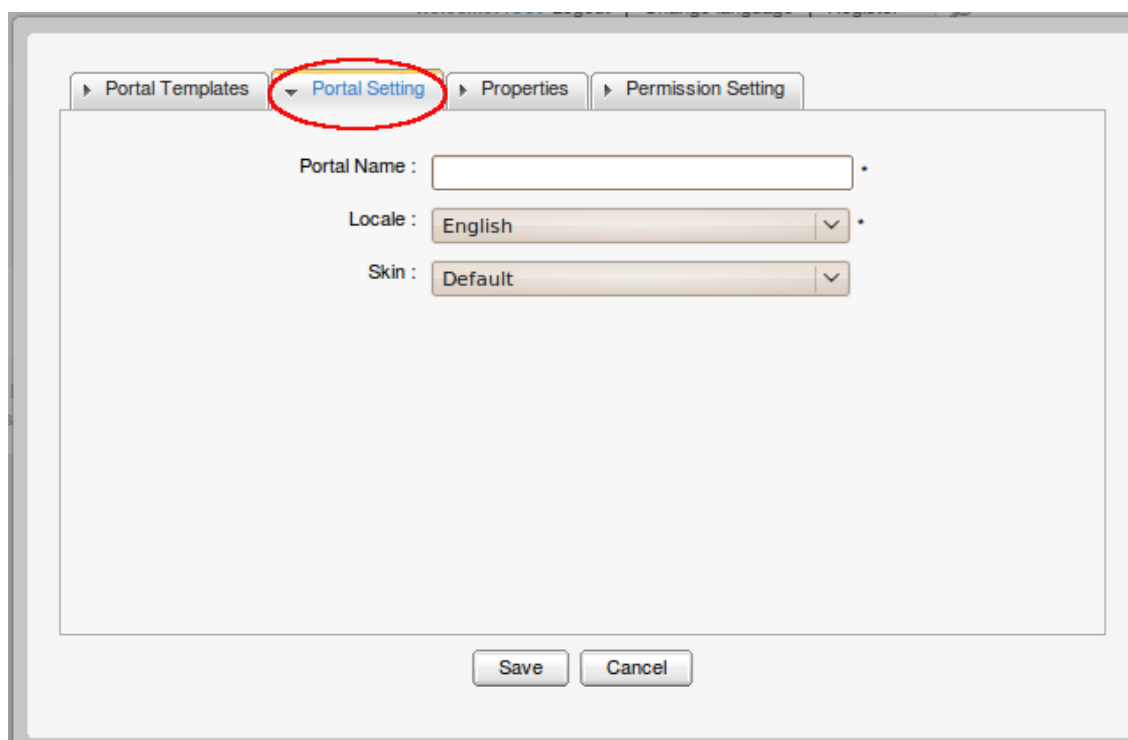 Portal Templates Portal Setting Properties Permission Setting
Portal Name : *
Locale : English *
Skin : Default
Save Cancel